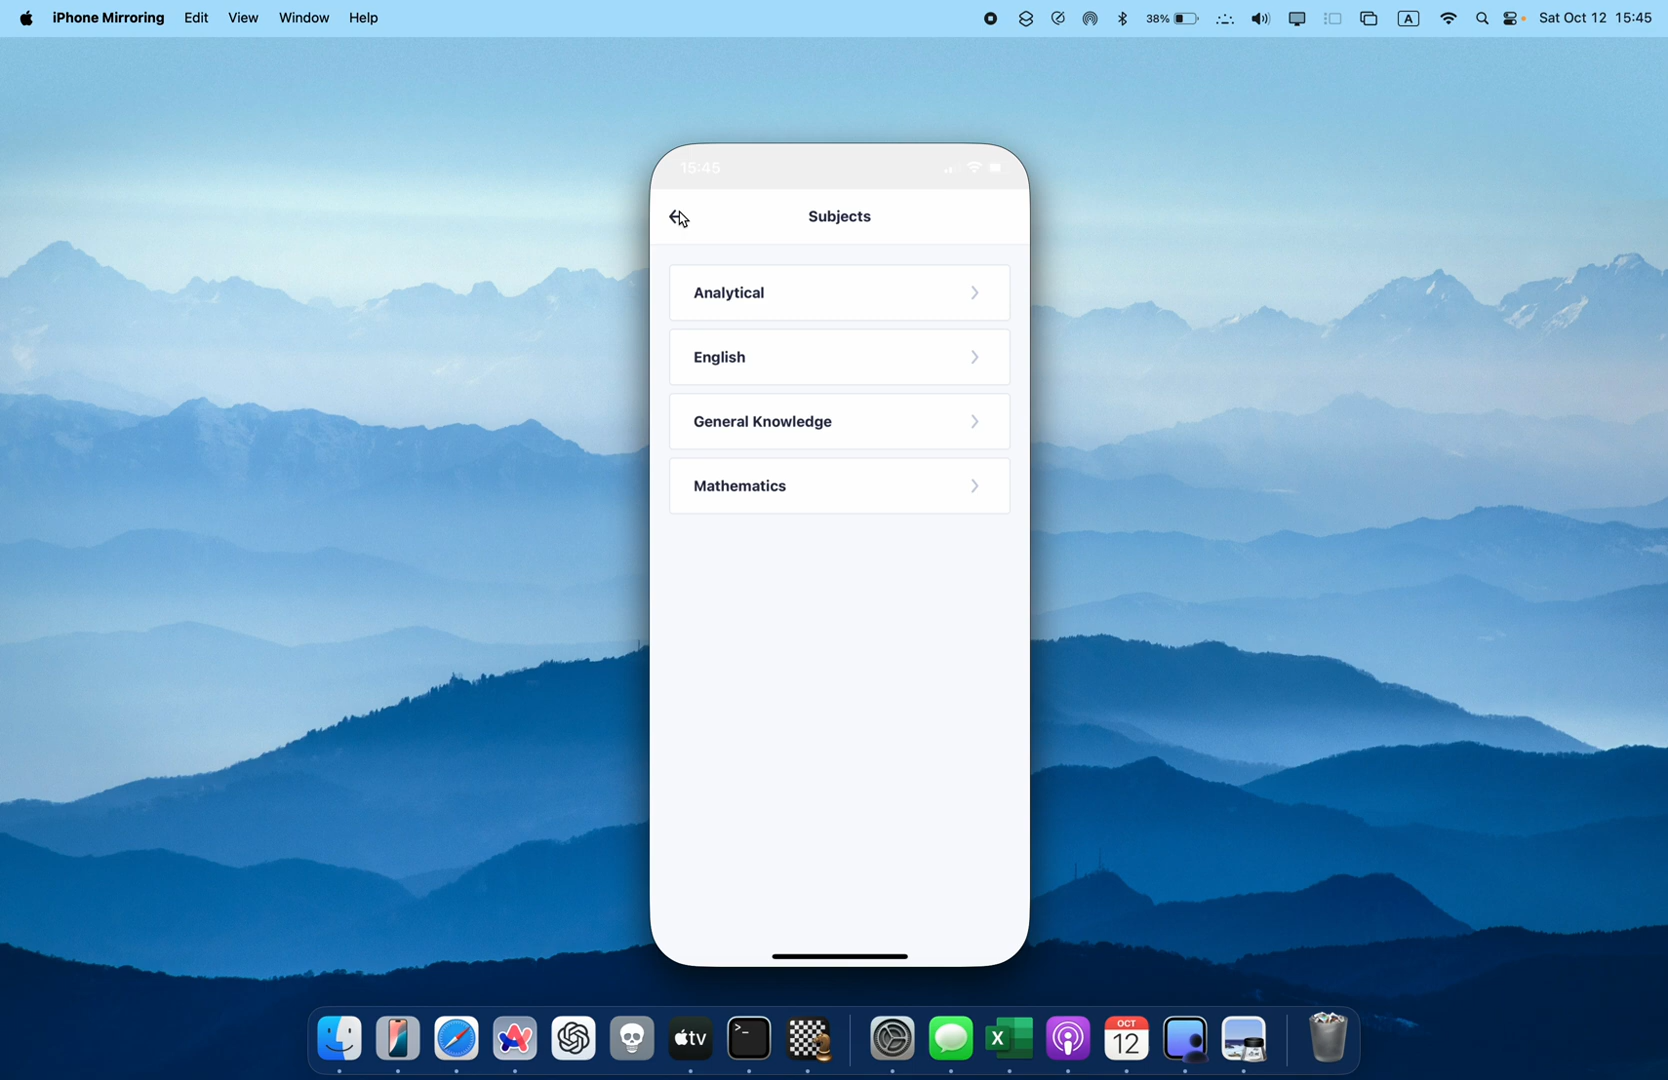 iPhone Mirroring Edit View Window Help 38% A Sat Oct 12 15:45
15:45
Subjects
Analytical
English
General Knowledge
Mathematics
tv
>_
X
OCT
12